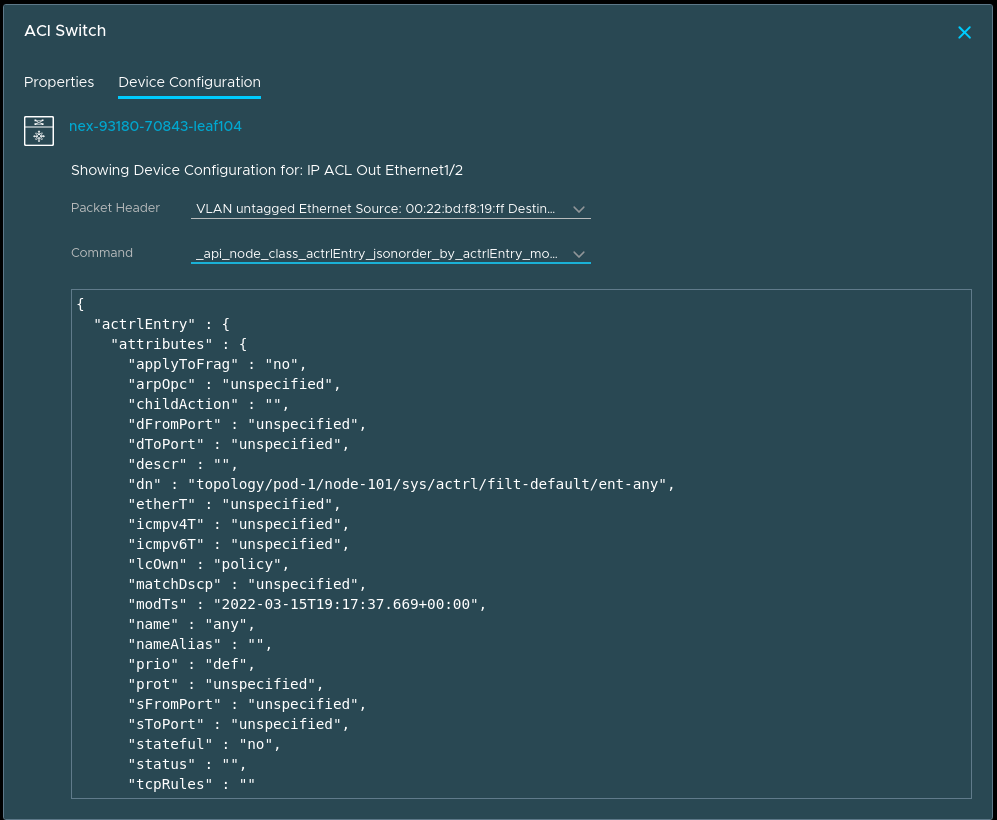 ACI Switch
Properties
Device Configuration
nex-93180-70843-leaf104
Showing Device Configuration for: IP ACL Out Ethernet1/2
Packet Header
VLAN untagged Ethernet Source: 00:22:bd:f8:19:ff Destin...
Command
_api_node_class_actrlEntry_jsonorder_by_actrlEntry_mo...
{
  "actrlEntry" : {
    "attributes" : {
      "applyToFrag" : "no",
      "arpOpc" : "unspecified",
      "childAction" : "",
      "dFromPort" : "unspecified",
      "dToPort" : "unspecified",
      "descr" : "",
      "dn" : "topology/pod-1/node-101/sys/actrl/filt-default/ent-any",
      "etherT" : "unspecified",
      "icmpv4T" : "unspecified",
      "icmpv6T" : "unspecified",
      "lcOwn" : "policy",
      "matchDscp" : "unspecified",
      "modTs" : "2022-03-15T19:17:37.669+00:00",
      "name" : "any",
      "nameAlias" : "",
      "prio" : "def",
      "prot" : "unspecified",
      "sFromPort" : "unspecified",
      "sToPort" : "unspecified",
      "stateful" : "no",
      "status" : "",
      "tcpRules" : ""